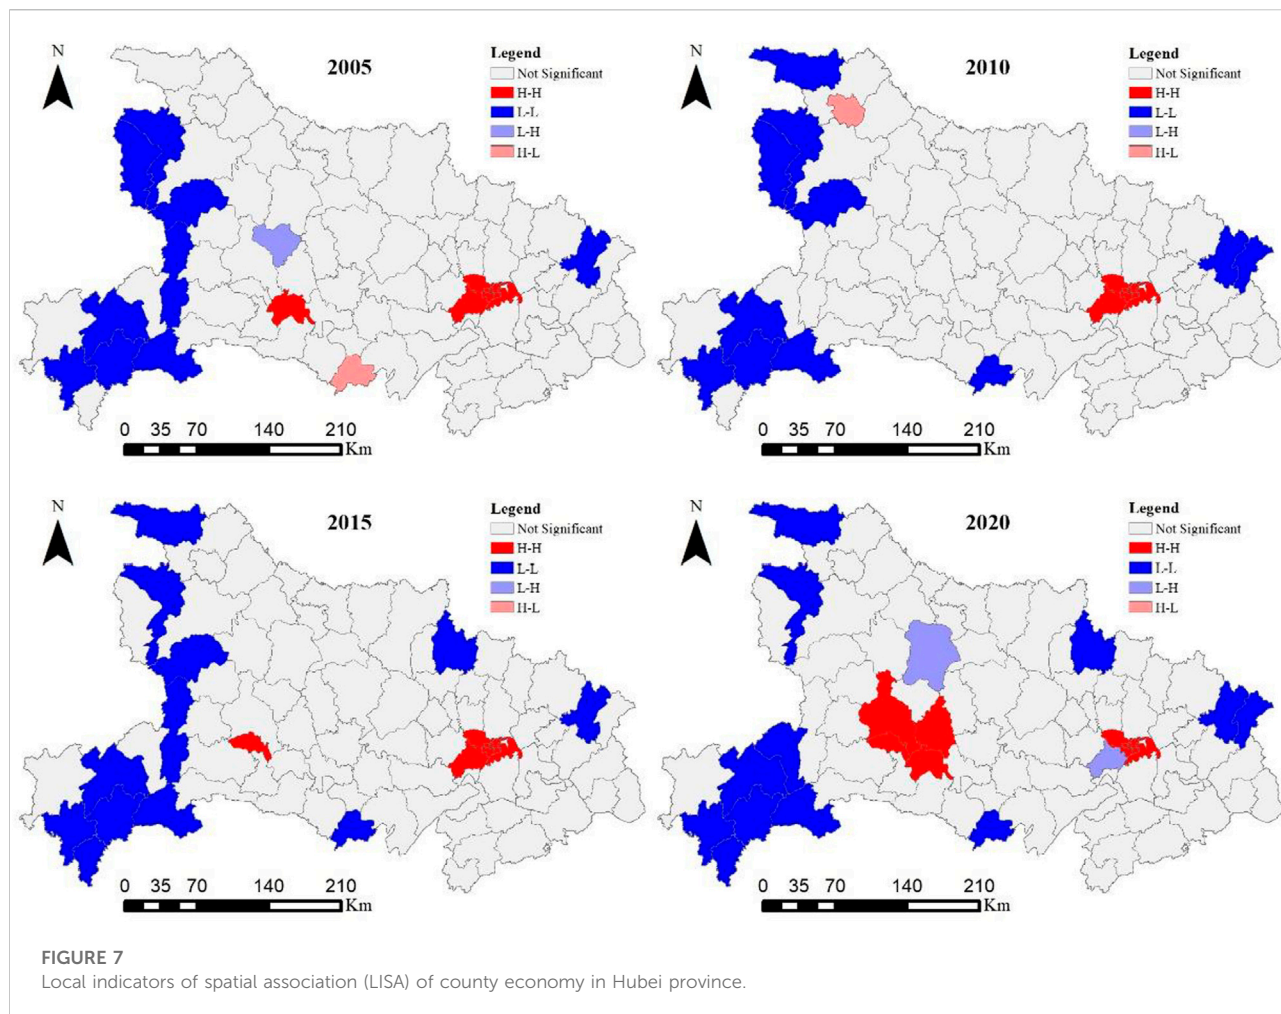 N
2005
Legend
Not Significant
H-H
L-L
L-H
H-L
0 35 70 140 210
Km
N
2010
Legend
Not Significant
H-H
L-L
L-H
H-L
0 35 70 140 210
Km
N
2015
Legend
Not Significant
H-H
L-L
L-H
H-L
0 35 70 140 210
Km
N
2020
Legend
Not Significant
H-H
L-L
L-H
H-L
0 35 70 140 210
Km
FIGURE 7
Local indicators of spatial association (LISA) of county economy in Hubei province.